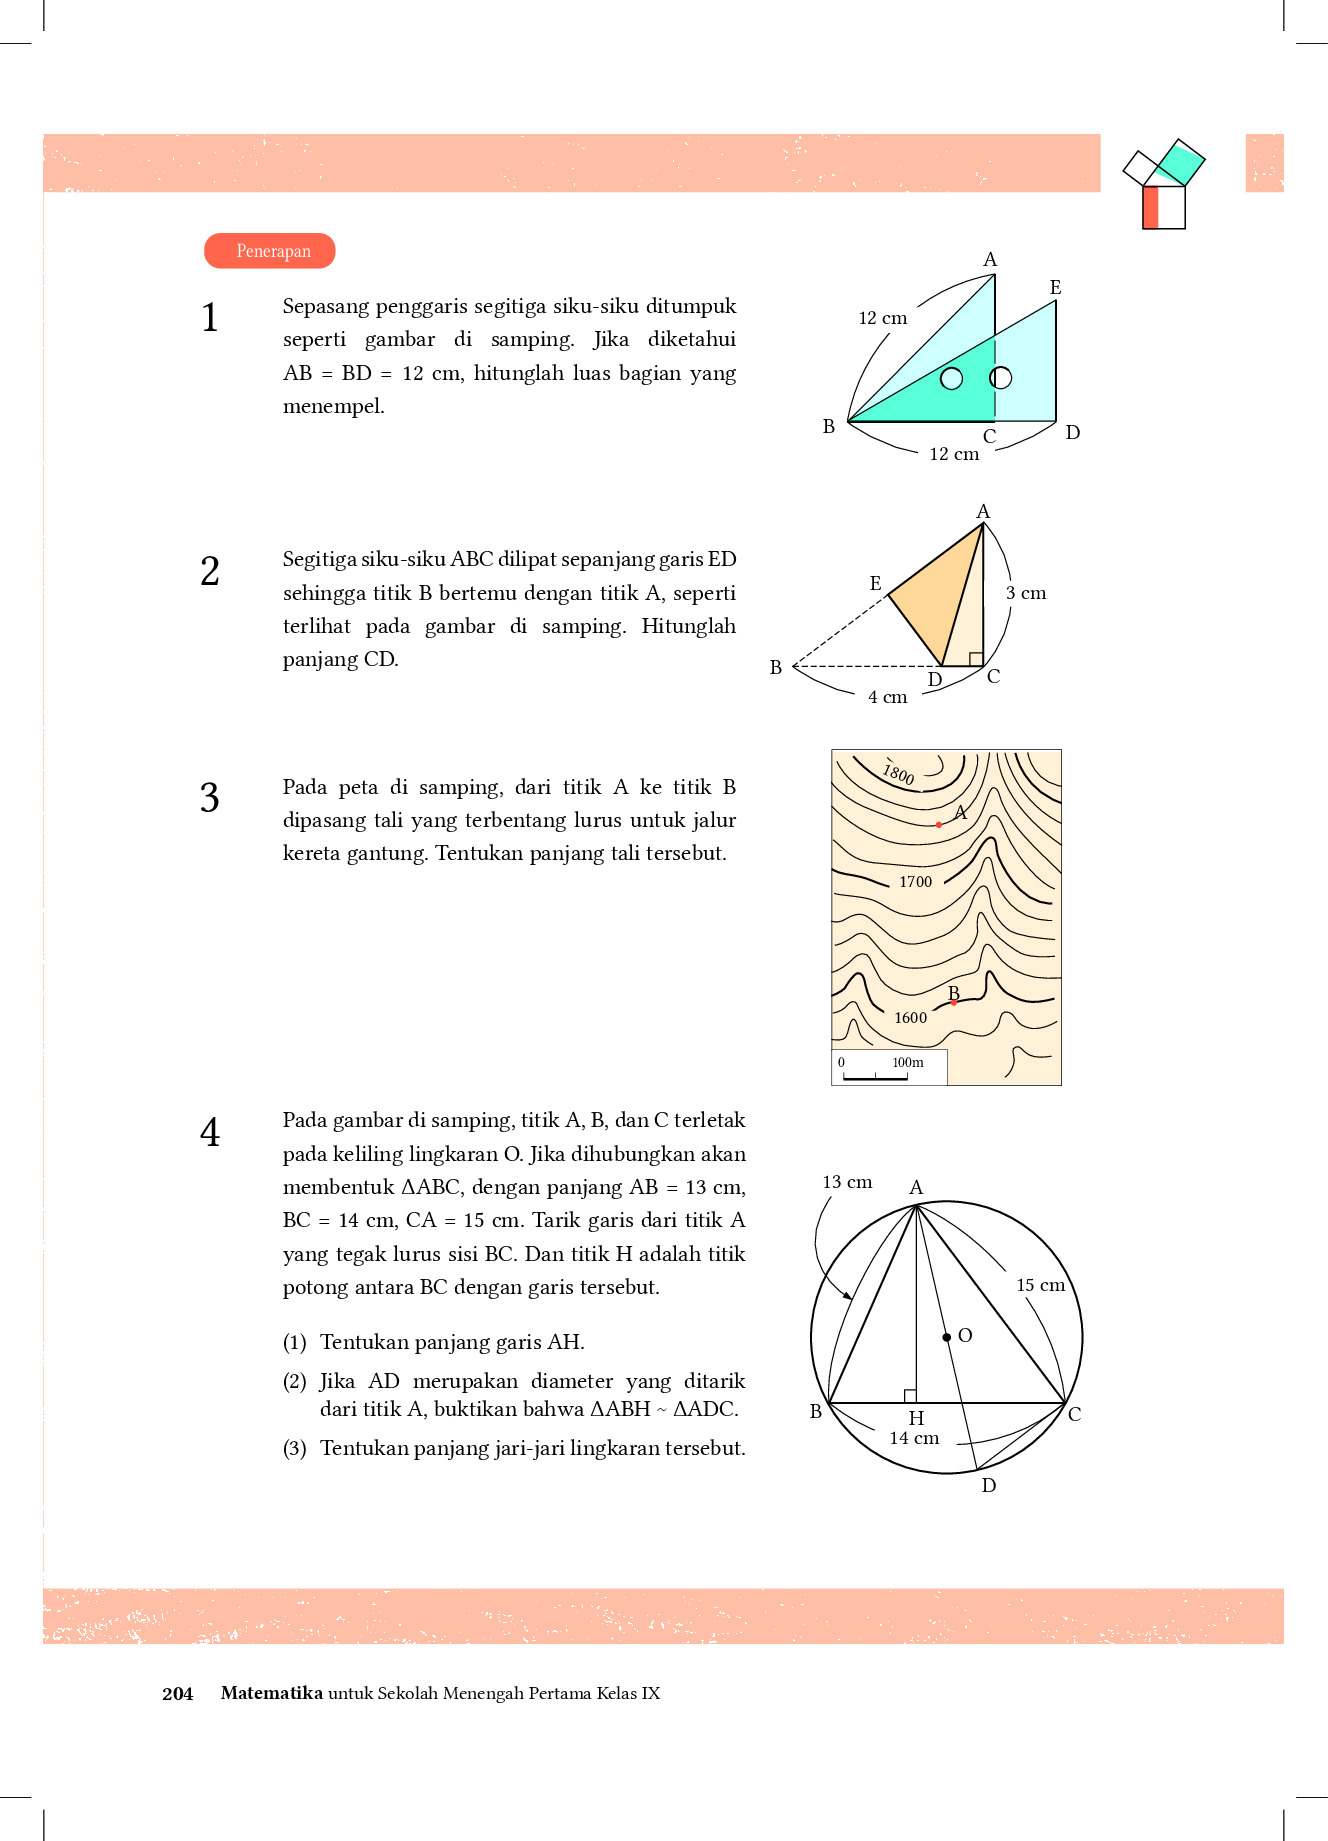 Penerapan
1
Sepasang penggaris segitiga siku-siku ditumpuk
seperti gambar di samping. Jika diketahui
AB = BD = 12 cm, hitunglah luas bagian yang
menempel.
A
E
12 cm
B
C
D
12 cm
2
Segitiga siku-siku ABC dilipat sepanjang garis ED
sehingga titik B bertemu dengan titik A, seperti
terlihat pada gambar di samping. Hitunglah
panjang CD.
A
E
3 cm
B
D
C
4 cm
3
Pada peta di samping, dari titik A ke titik B
dipasang tali yang terbentang lurus untuk jalur
kereta gantung. Tentukan panjang tali tersebut.
1800
A
1700
B
1600
0 100m
4
Pada gambar di samping, titik A, B, dan C terletak
pada keliling lingkaran O. Jika dihubungkan akan
membentuk ΔABC, dengan panjang AB = 13 cm,
BC = 14 cm, CA = 15 cm. Tarik garis dari titik A
yang tegak lurus sisi BC. Dan titik H adalah titik
potong antara BC dengan garis tersebut.
(1) Tentukan panjang garis AH.
(2) Jika AD merupakan diameter yang ditarik
dari titik A, buktikan bahwa ΔABH ~ ΔADC.
(3) Tentukan panjang jari-jari lingkaran tersebut.
13 cm
A
15 cm
O
B
H
C
14 cm
D
204 Matematika untuk Sekolah Menengah Pertama Kelas IX